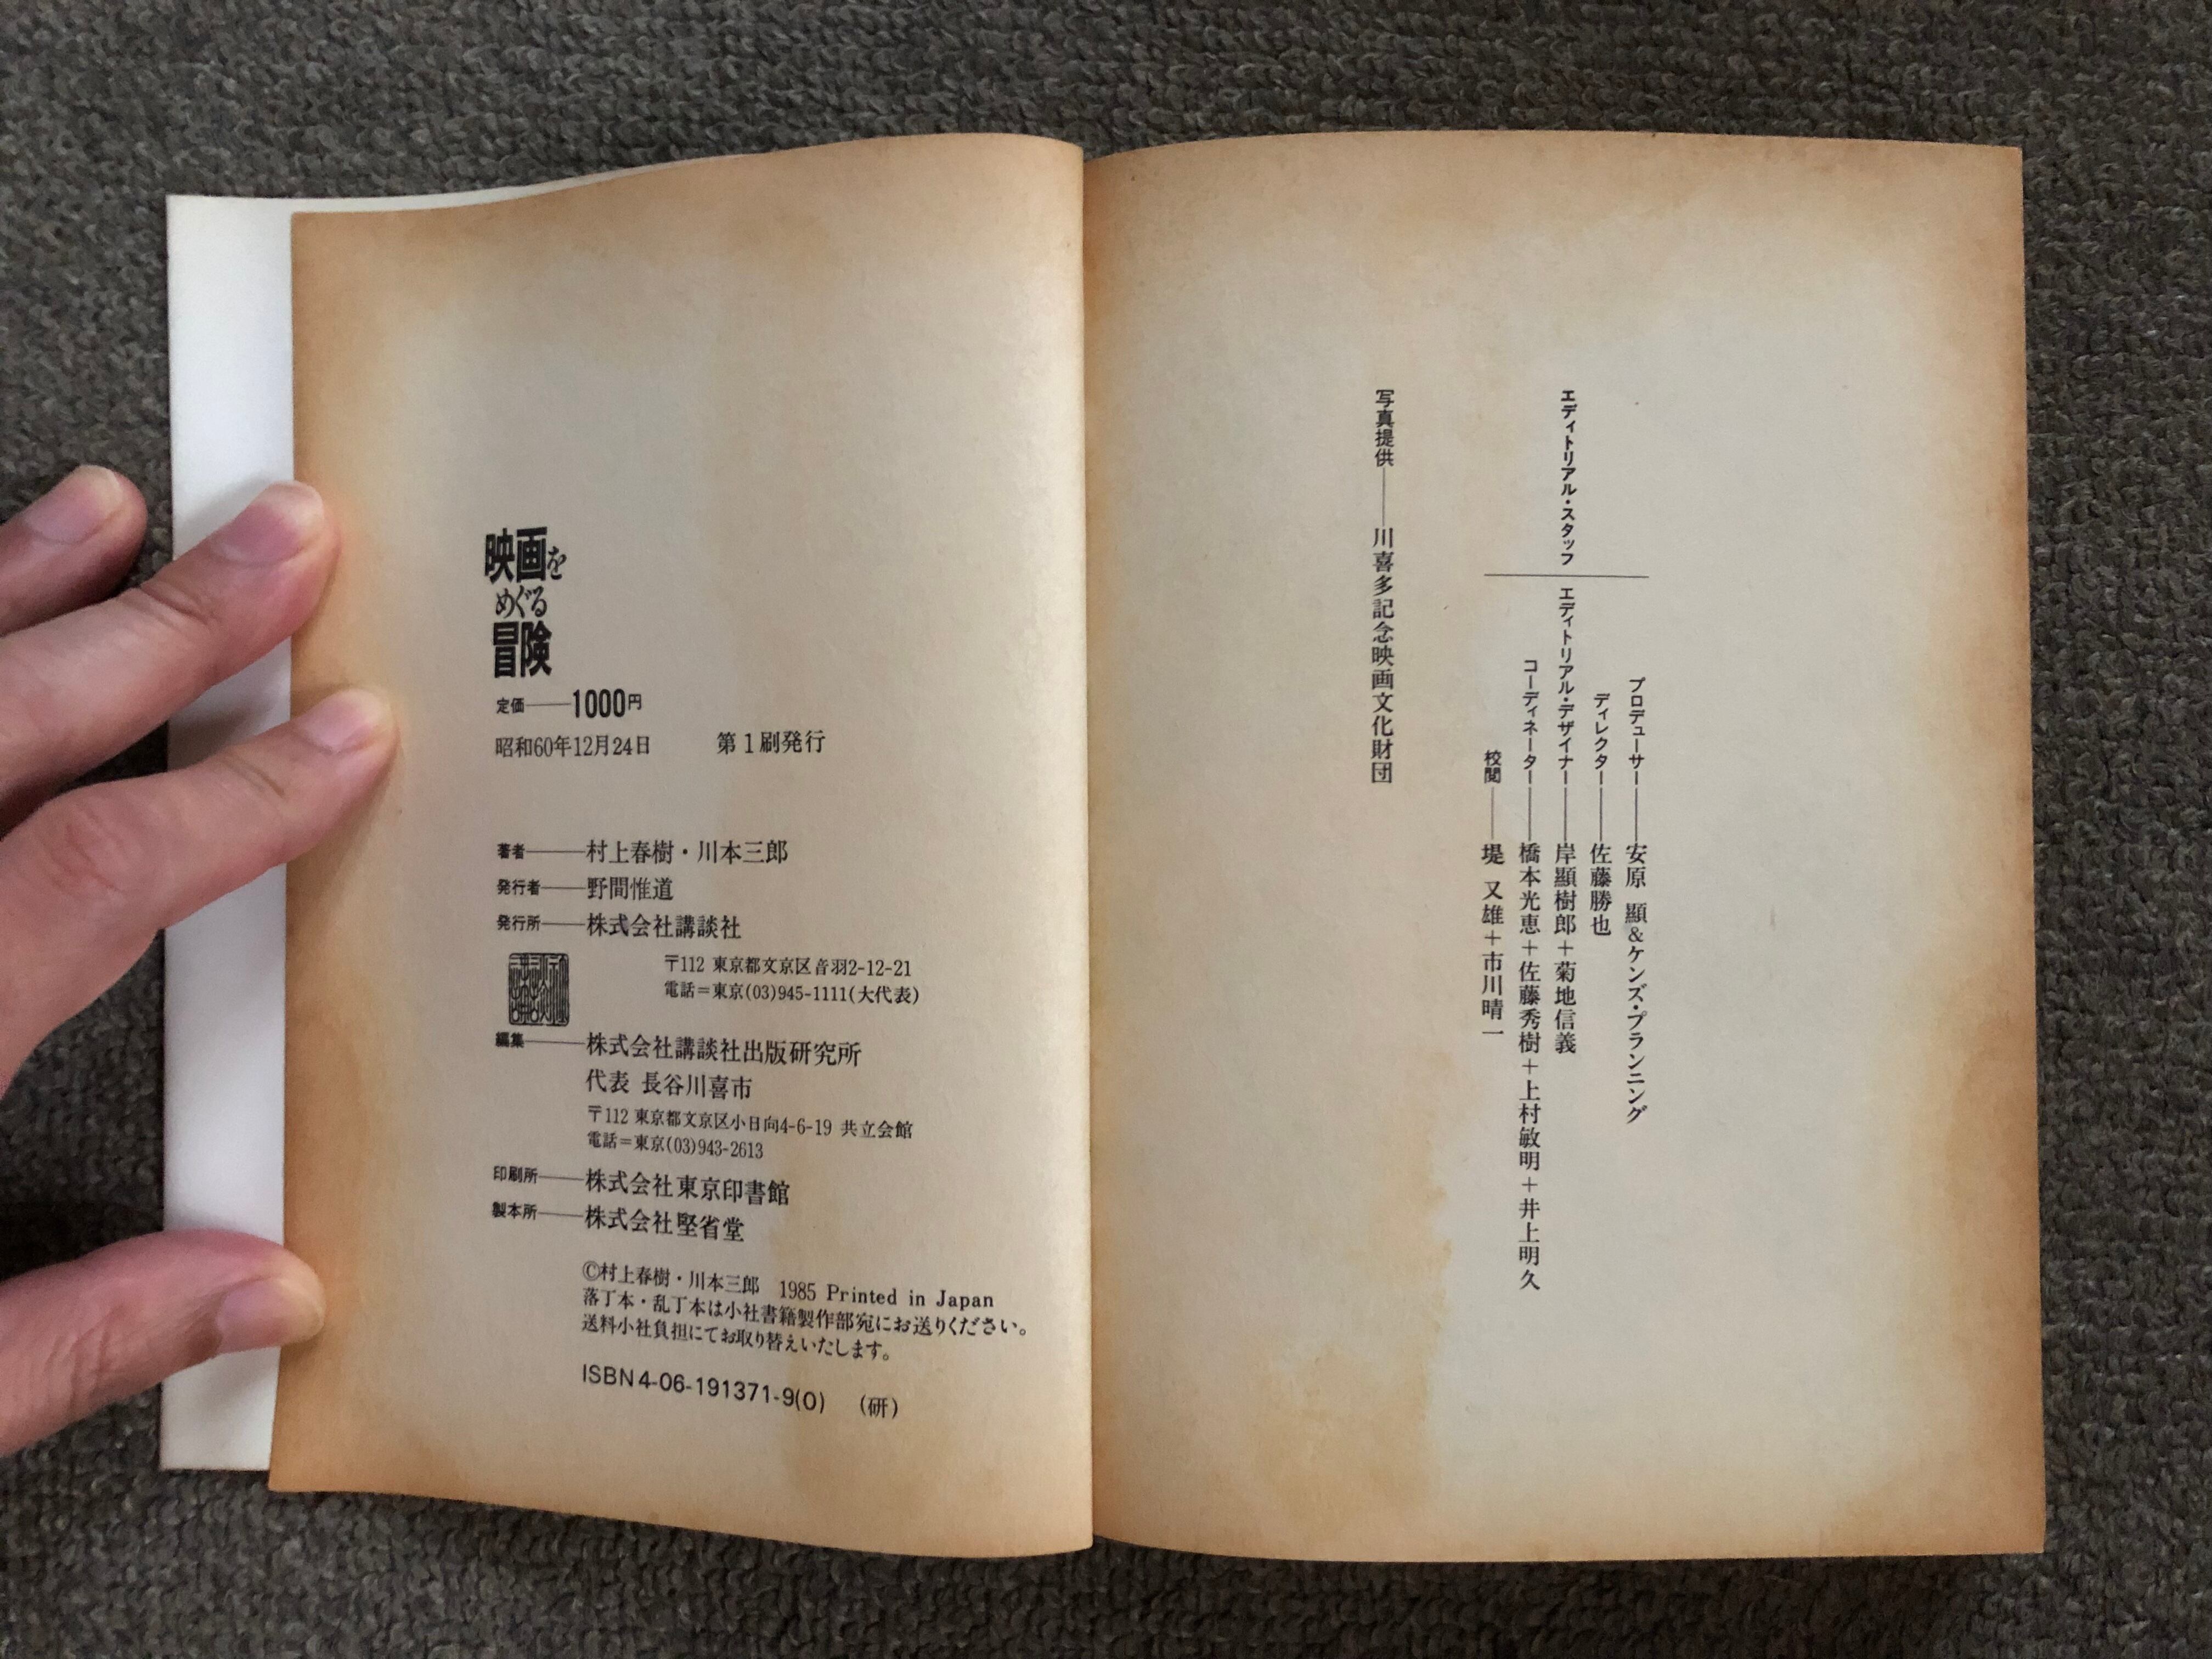 エディトリアル・スタッフ
プロデューサー――安原 顯&ケンズ・プランニング
ディレクター――佐藤勝也
エディトリアル・デザイナー――岸顯樹郎+菊地信義
コーディネーター――橋本光恵+佐藤秀樹+上村敏明+井上明久
校閲――堤 又雄+市川晴一
写真提供――川喜多記念映画文化財団
映画を
めぐる
冒険
定価――1000円
昭和60年12月24日 第1刷発行
著者――村上春樹・川本三郎
発行者――野間惟道
発行所――株式会社講談社
〒112 東京都文京区音羽2-12-21
電話=東京(03)945-1111(大代表)
編集――株式会社講談社出版研究所
代表 長谷川喜市
〒112 東京都文京区小日向4-6-19 共立会館
電話=東京(03)943-2613
印刷所――株式会社東京印書館
製本所――株式会社堅省堂
©村上春樹・川本三郎 1985 Printed in Japan
落丁本・乱丁本は小社書籍製作部宛にお送りください。
送料小社負担にてお取り替えいたします。
ISBN4-06-191371-9(0) (研)